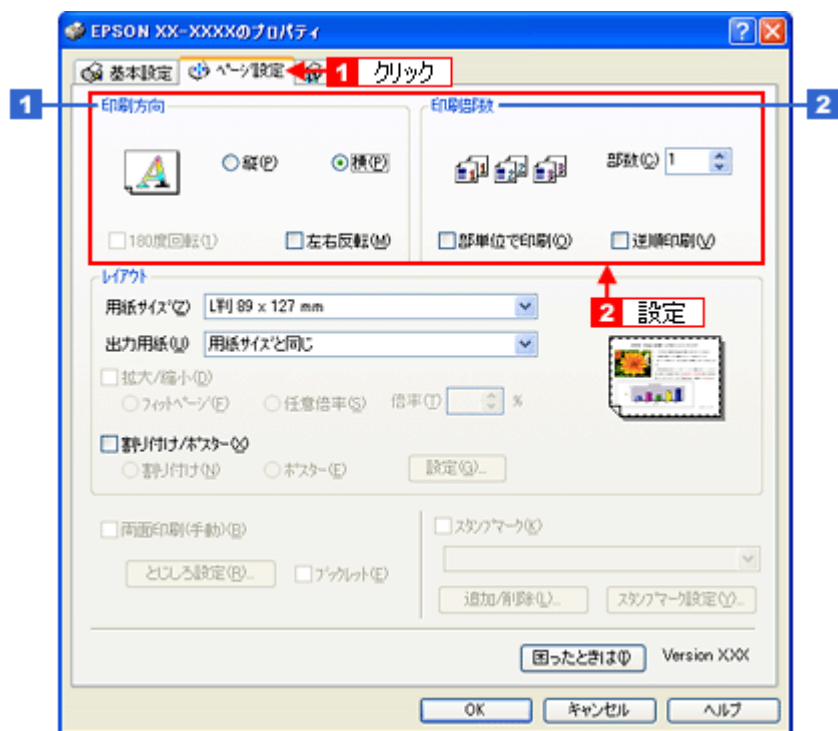 EPSON XX-XXXXのプロパティ
基本設定 ページ設定 1 クリック
1 印刷方向 印刷部数 2
縦(P) 横(P) 部数(C) 1
180度回転(1) 左右反転(M) 部単位で印刷(O) 逆順印刷(V)
レイアウト
用紙サイズ(Z) L判 89 x 127 mm
2 設定
出力用紙(U) 用紙サイズと同じ
拡大/縮小(D)
フィットページ(F) 任意倍率(S) 倍率(T) %
割り付け/ポスター(X)
割り付け(N) ポスター(E) 設定(G)...
両面印刷(手動)(B) スタンプマーク(K)
とじしろ設定(R)... ブックレット(E)
追加/削除(L)... スタンプマーク設定(Y)...
困ったときは(I) Version XXX
OK キャンセル ヘルプ